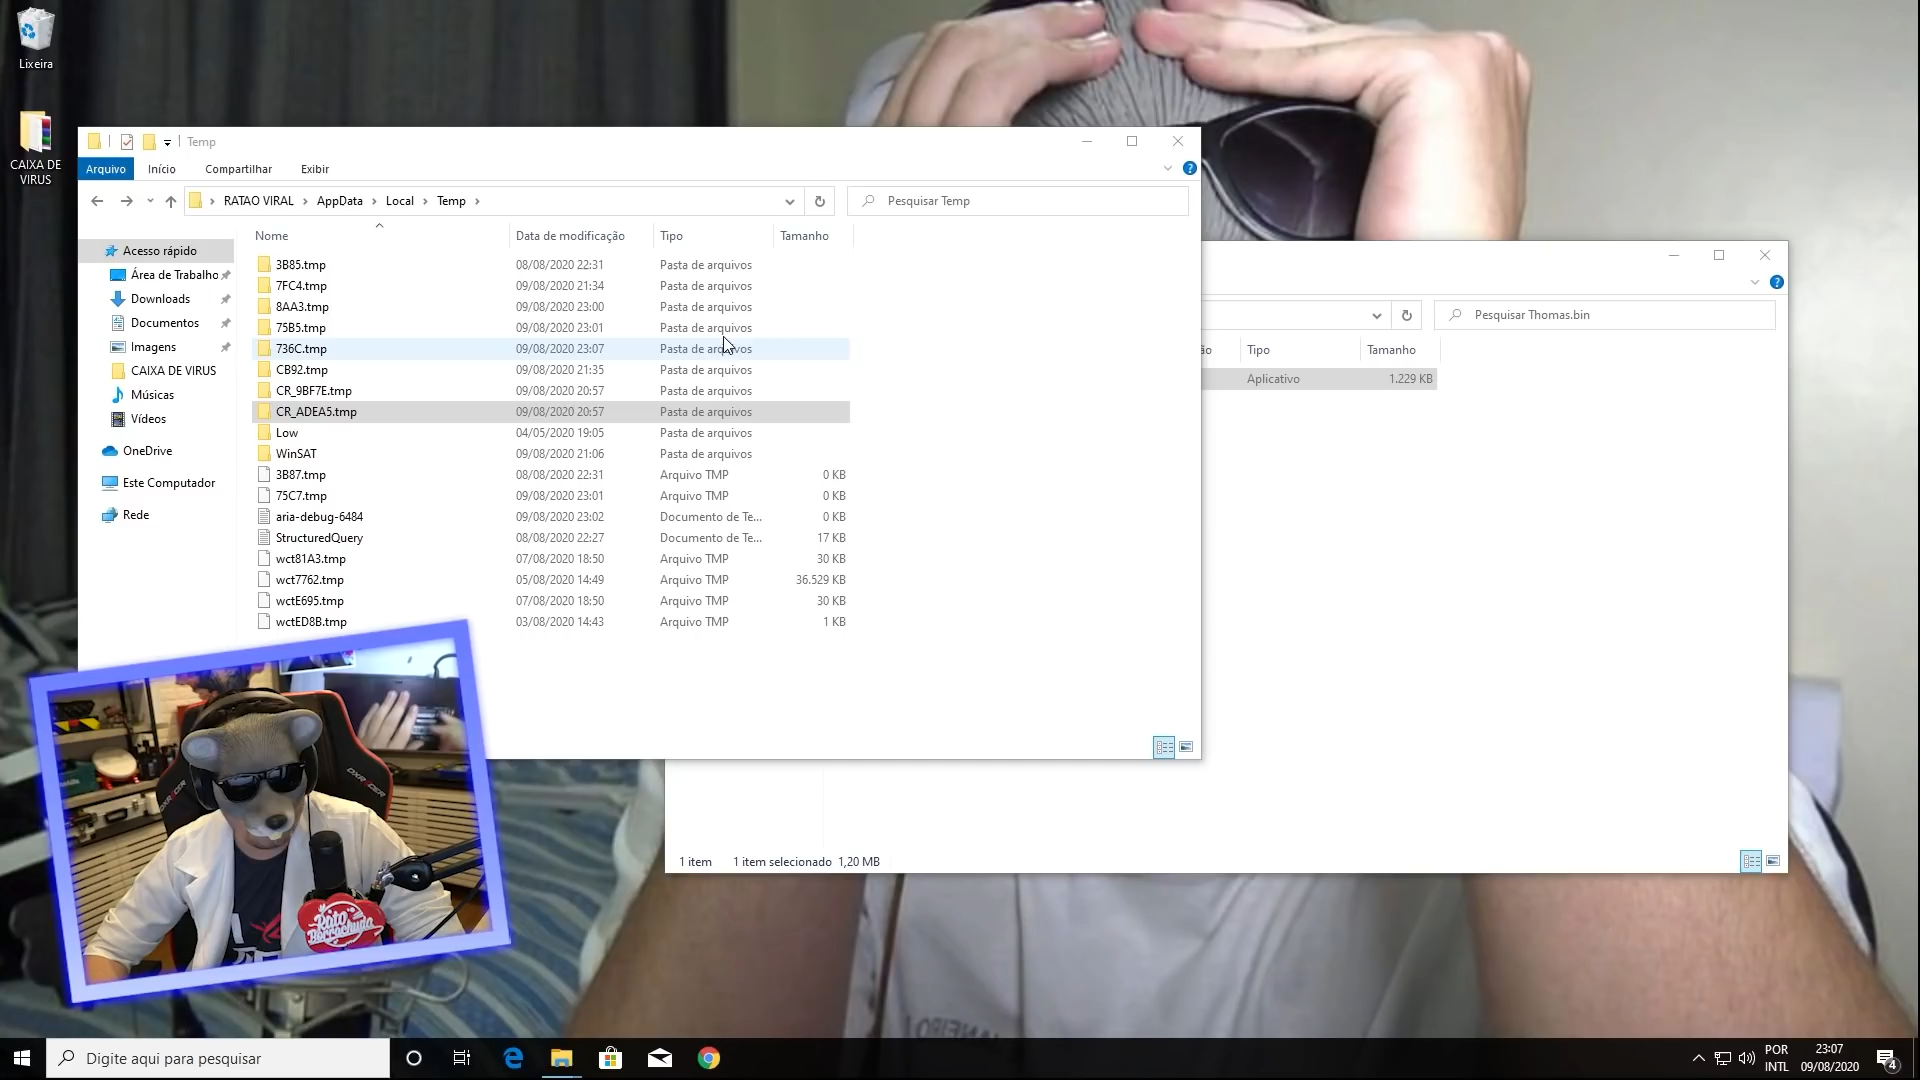 Lixeira
CAIXA DE
VIRUS
Temp
Arquivo Início Compartilhar Exibir
RATAO VIRAL AppData Local Temp
Pesquisar Temp
Nome Data de modificação Tipo Tamanho
Acesso rápido
Área de Trabalho
Downloads
Documentos
Imagens
CAIXA DE VIRUS
Músicas
Vídeos
OneDrive
Este Computador
Rede
3B85.tmp 08/08/2020 22:31 Pasta de arquivos
7FC4.tmp 09/08/2020 21:34 Pasta de arquivos
8AA3.tmp 09/08/2020 23:00 Pasta de arquivos
75B5.tmp 09/08/2020 23:01 Pasta de arquivos
736C.tmp 09/08/2020 23:07 Pasta de arquivos
CB92.tmp 09/08/2020 21:35 Pasta de arquivos
CR_9BF7E.tmp 09/08/2020 20:57 Pasta de arquivos
CR_ADEA5.tmp 09/08/2020 20:57 Pasta de arquivos
Low 04/05/2020 19:05 Pasta de arquivos
WinSAT 09/08/2020 21:06 Pasta de arquivos
3B87.tmp 08/08/2020 22:31 Arquivo TMP 0 KB
75C7.tmp 09/08/2020 23:01 Arquivo TMP 0 KB
aria-debug-6484 09/08/2020 23:02 Documento de Te... 0 KB
StructuredQuery 08/08/2020 22:27 Documento de Te... 17 KB
wct81A3.tmp 07/08/2020 18:50 Arquivo TMP 30 KB
wct7762.tmp 05/08/2020 14:49 Arquivo TMP 36.529 KB
wctE695.tmp 07/08/2020 18:50 Arquivo TMP 30 KB
wctED8B.tmp 03/08/2020 14:43 Arquivo TMP 1 KB
Pesquisar Thomas.bin
ão Tipo Tamanho
Aplicativo 1.229 KB
1 item 1 item selecionado 1,20 MB
DXRACER
DXRACER
Rato
Borrachudo
Digite aqui para pesquisar
POR
INTL
23:07
09/08/2020
4